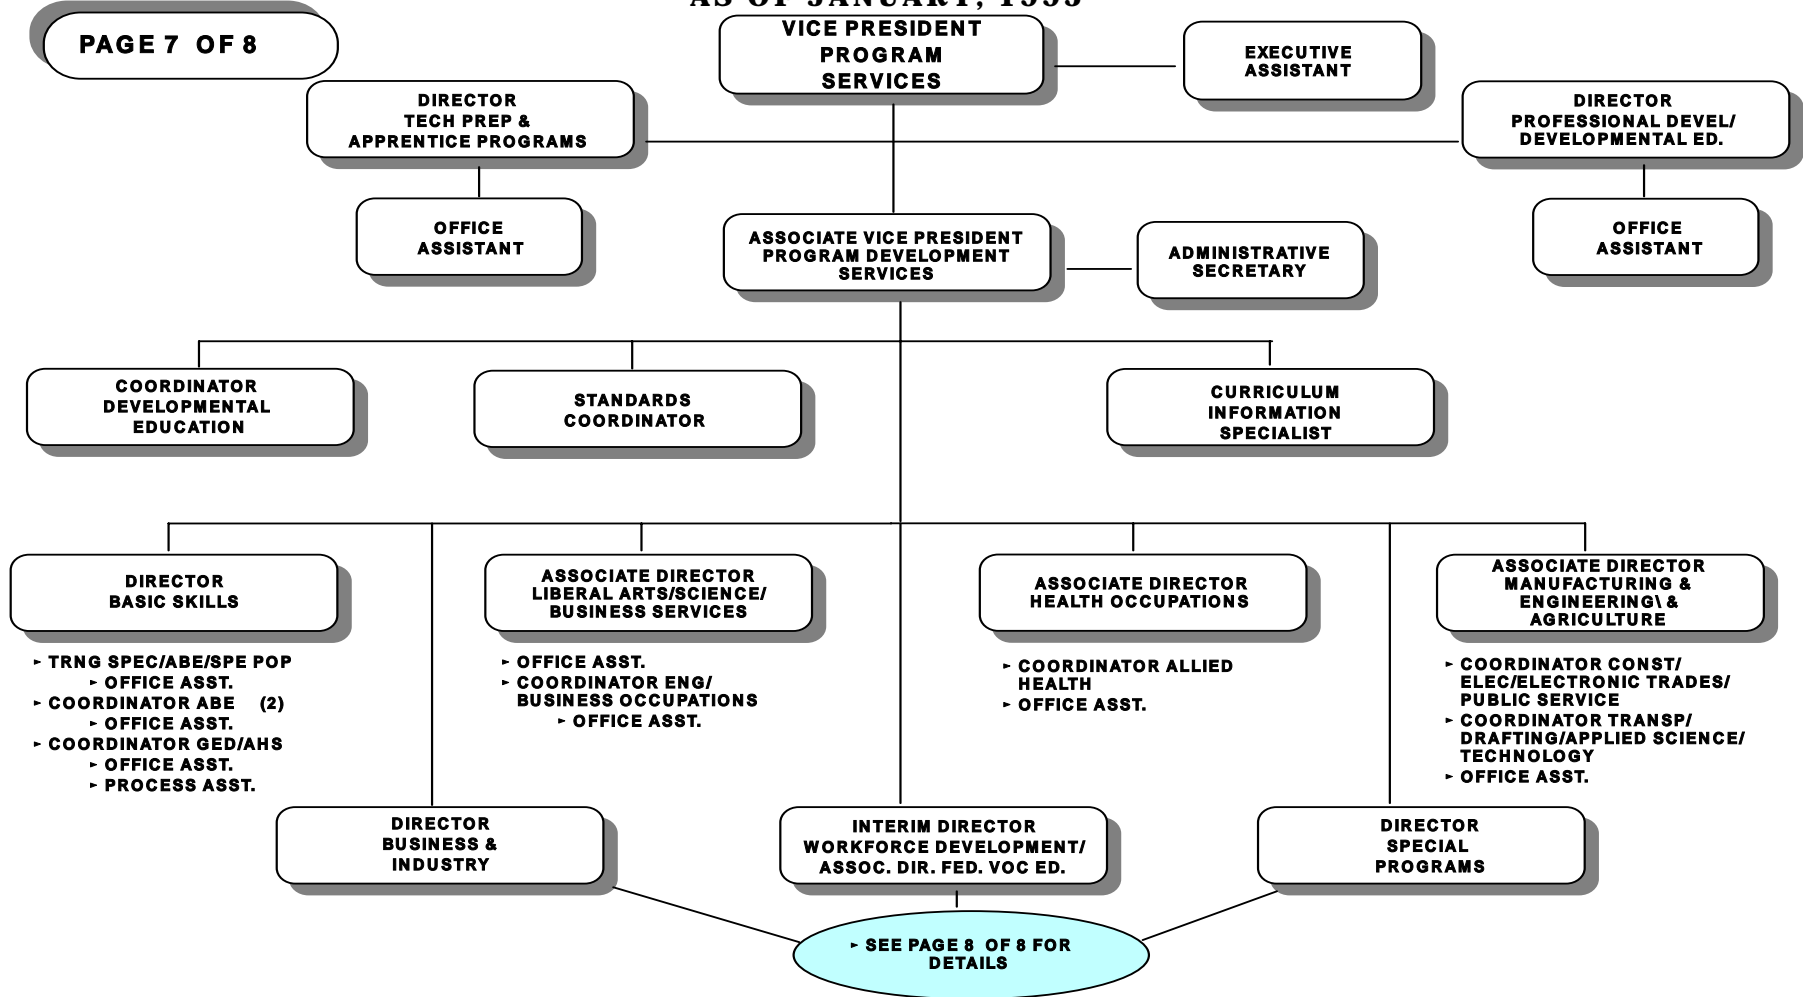 AS OF JANUARY, 1995
PAGE 7 OF 8
VICE PRESIDENT
PROGRAM
SERVICES
EXECUTIVE
ASSISTANT
DIRECTOR
TECH PREP &
APPRENTICE PROGRAMS
DIRECTOR
PROFESSIONAL DEVEL/
DEVELOPMENTAL ED.
OFFICE
ASSISTANT
ASSOCIATE VICE PRESIDENT
PROGRAM DEVELOPMENT
SERVICES
ADMINISTRATIVE
SECRETARY
OFFICE
ASSISTANT
COORDINATOR
DEVELOPMENTAL
EDUCATION
STANDARDS
COORDINATOR
CURRICULUM
INFORMATION
SPECIALIST
DIRECTOR
BASIC SKILLS
ASSOCIATE DIRECTOR
LIBERAL ARTS/SCIENCE/
BUSINESS SERVICES
ASSOCIATE DIRECTOR
HEALTH OCCUPATIONS
ASSOCIATE DIRECTOR
MANUFACTURING &
ENGINEERING\ &
AGRICULTURE
► TRNG SPEC/ABE/SPE POP
► OFFICE ASST.
► COORDINATOR ABE (2)
► OFFICE ASST.
► COORDINATOR GED/AHS
► OFFICE ASST.
► PROCESS ASST.
► OFFICE ASST.
► COORDINATOR ENG/
BUSINESS OCCUPATIONS
► OFFICE ASST.
► COORDINATOR ALLIED
HEALTH
► OFFICE ASST.
► COORDINATOR CONST/
ELEC/ELECTRONIC TRADES/
PUBLIC SERVICE
► COORDINATOR TRANSP/
DRAFTING/APPLIED SCIENCE/
TECHNOLOGY
► OFFICE ASST.
DIRECTOR
BUSINESS &
INDUSTRY
INTERIM DIRECTOR
WORKFORCE DEVELOPMENT/
ASSOC. DIR. FED. VOC ED.
DIRECTOR
SPECIAL
PROGRAMS
► SEE PAGE 8 OF 8 FOR
DETAILS